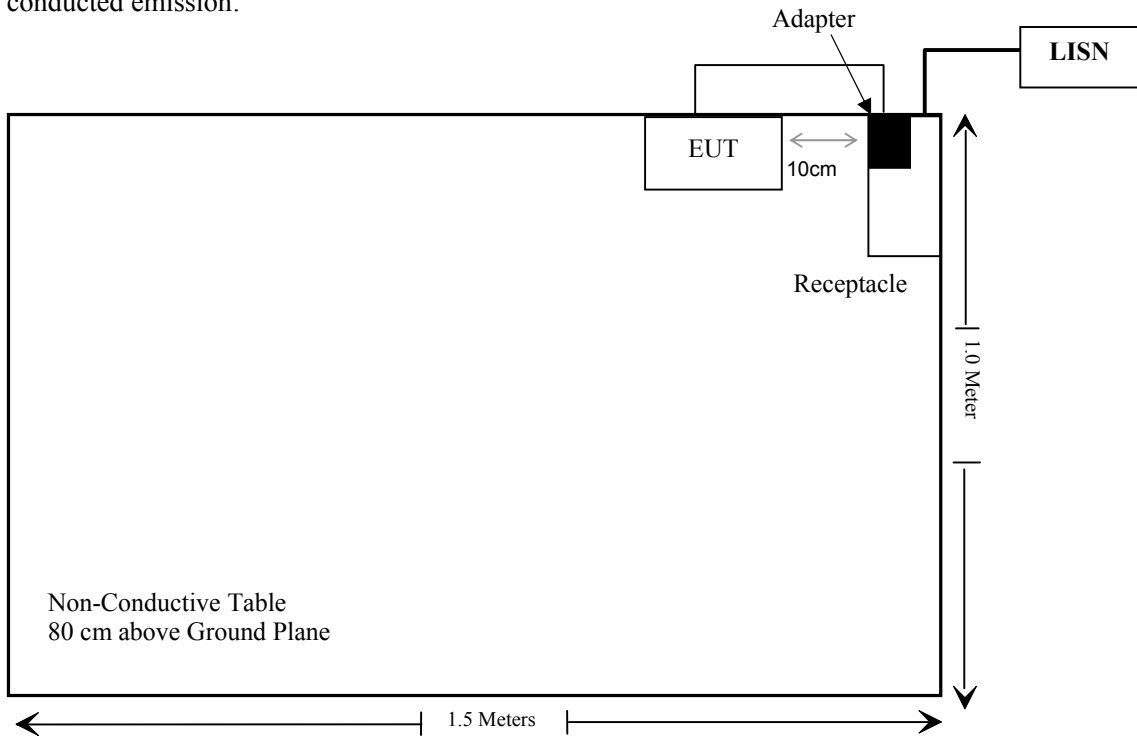 conducted emission.
Adapter
LISN
EUT
10cm
Receptacle
1.0 Meter
Non-Conductive Table
80 cm above Ground Plane
1.5 Meters